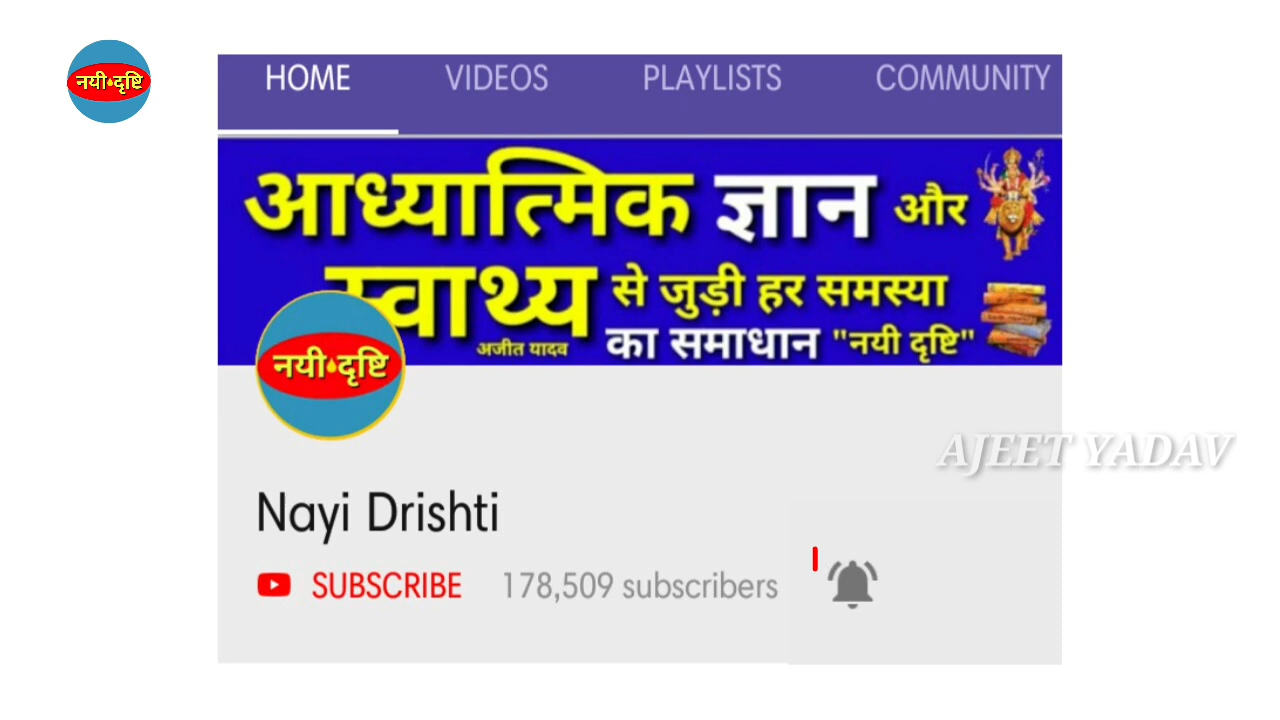 नयी दृष्टि
HOME VIDEOS PLAYLISTS COMMUNITY
आध्यात्मिक ज्ञान और
स्वाथ्य से जुड़ी हर समस्या
अजीत यादव का समाधान "नयी दृष्टि"
नयी दृष्टि
AJEET YADAV
Nayi Drishti
SUBSCRIBE 178,509 subscribers